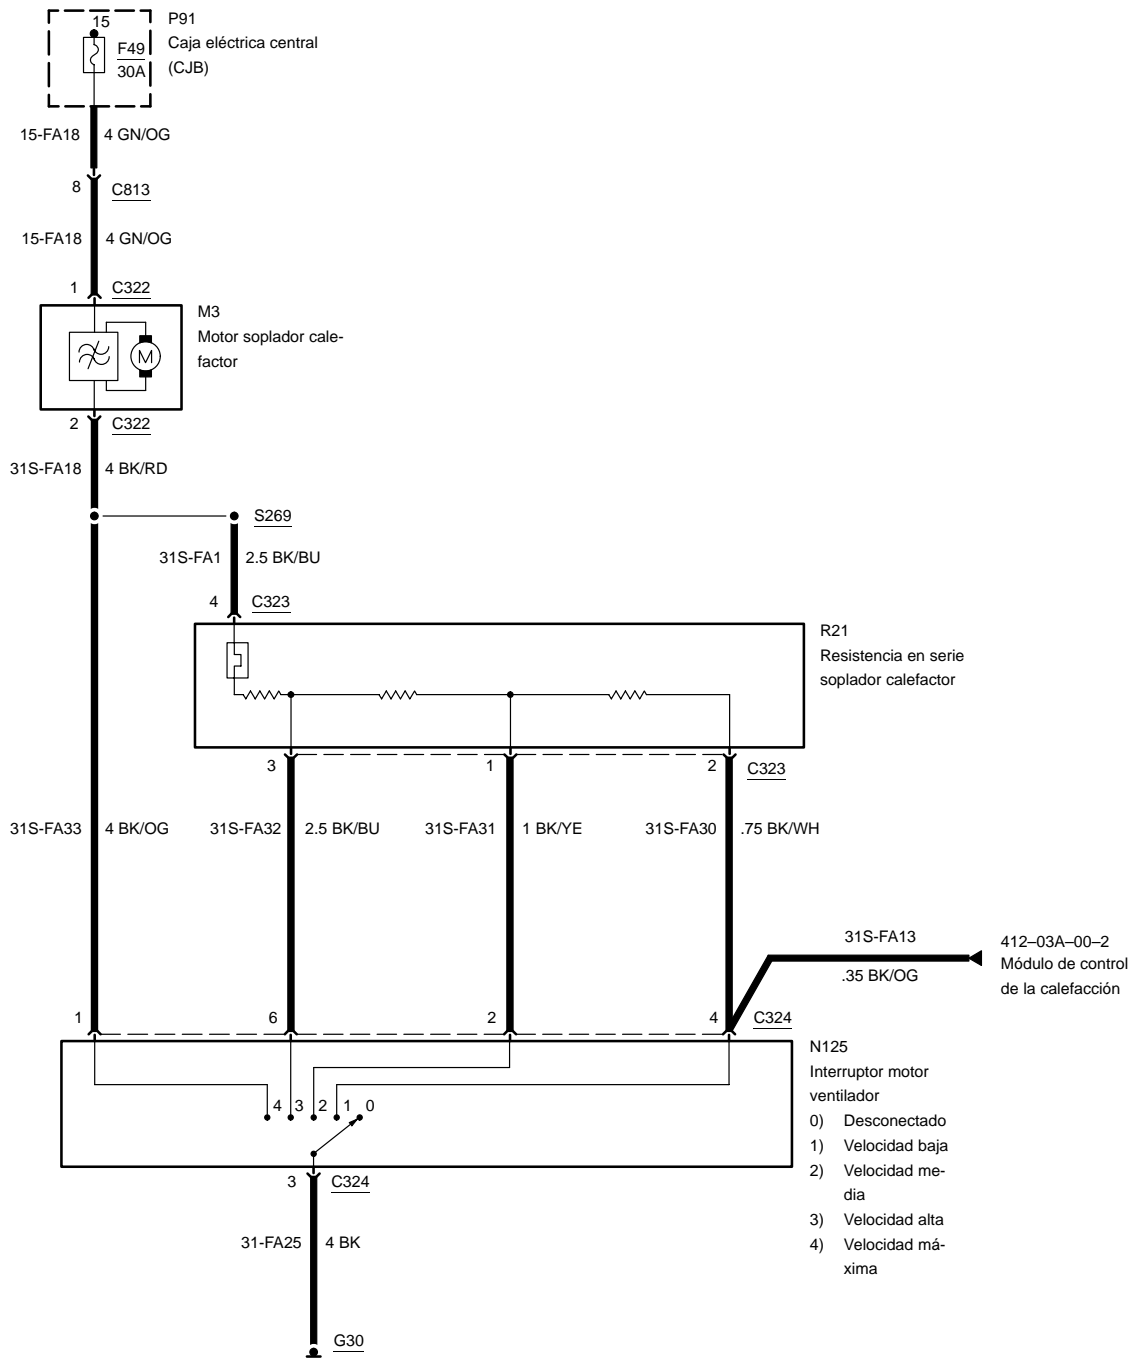 15
F49
30A
P91
Caja eléctrica central
(CJB)
15-FA18 4 GN/OG
8 C813
15-FA18 4 GN/OG
1 C322
M3
Motor soplador cale-
factor
M
2 C322
31S-FA18 4 BK/RD
S269
31S-FA1 2.5 BK/BU
4 C323
R21
Resistencia en serie
soplador calefactor
3 1 2 C323
31S-FA33 4 BK/OG 31S-FA32 2.5 BK/BU 31S-FA31 1 BK/YE 31S-FA30 .75 BK/WH
31S-FA13
.35 BK/OG
412–03A–00–2
Módulo de control
de la calefacción
1 6 2 4 C324
N125
Interruptor motor
ventilador
0) Desconectado
1) Velocidad baja
2) Velocidad me-
dia
3) Velocidad alta
4) Velocidad má-
xima
4 3 2 1 0
3 C324
31-FA25 4 BK
G30